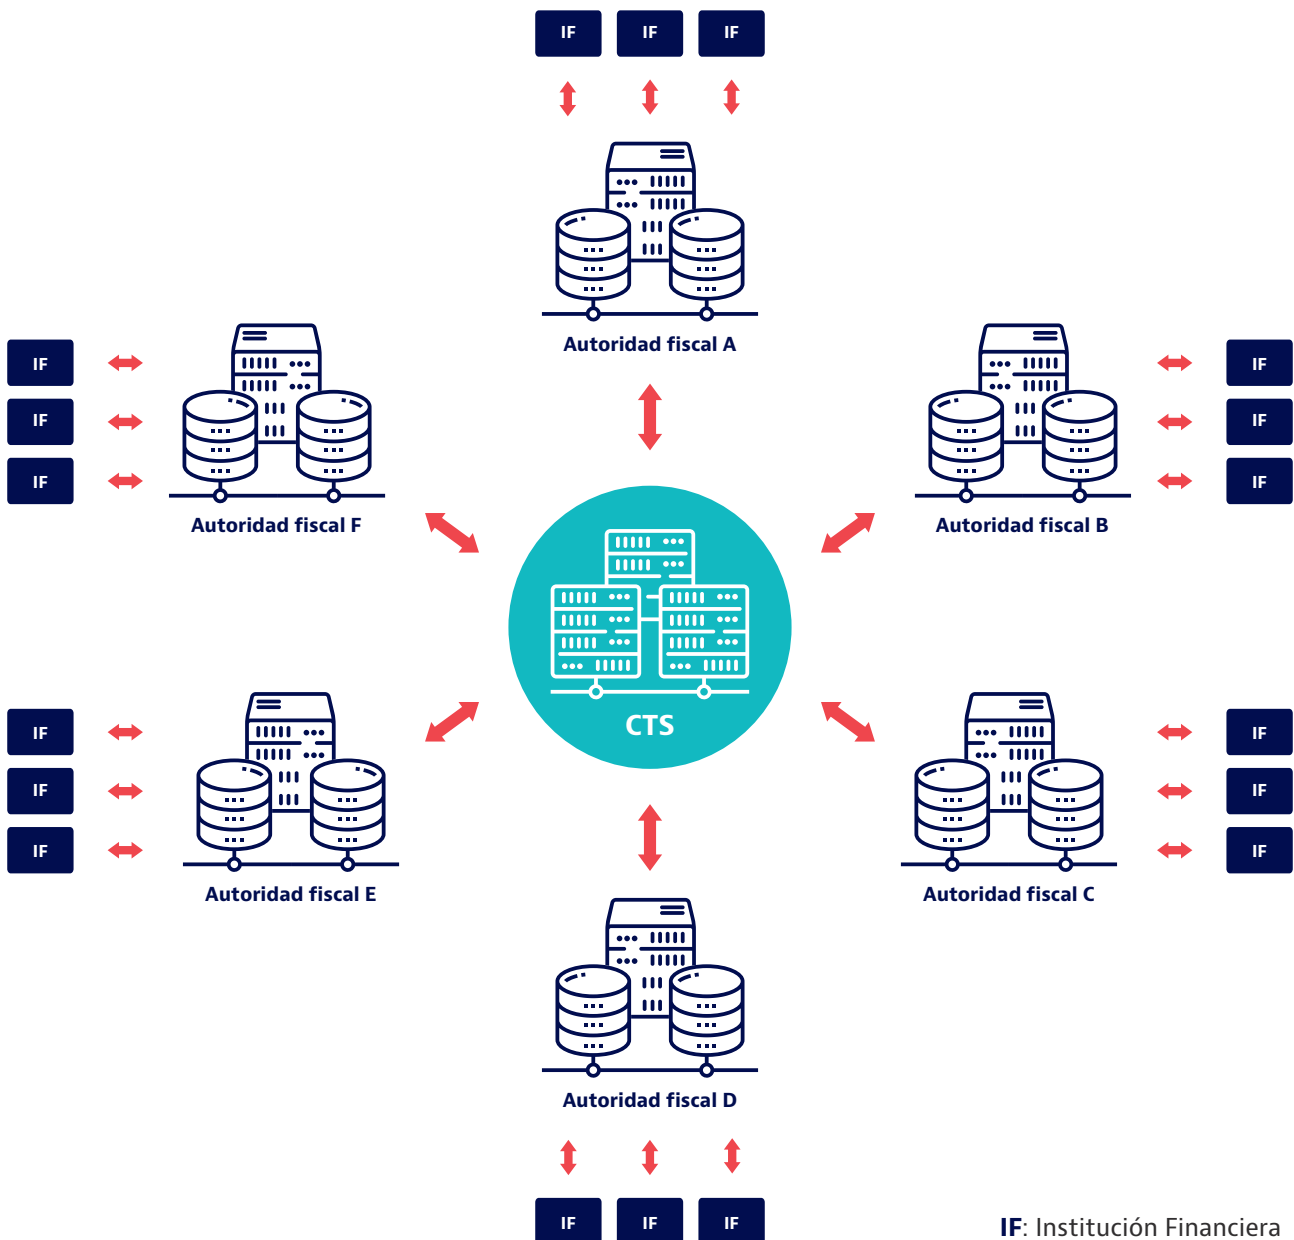 IF IF IF
Autoridad fiscal A
IF
IF
IF
Autoridad fiscal F
IF
IF
IF
Autoridad fiscal B
CTS
IF
IF
IF
Autoridad fiscal E
IF
IF
IF
Autoridad fiscal C
Autoridad fiscal D
IF IF IF
IF: Institución Financiera